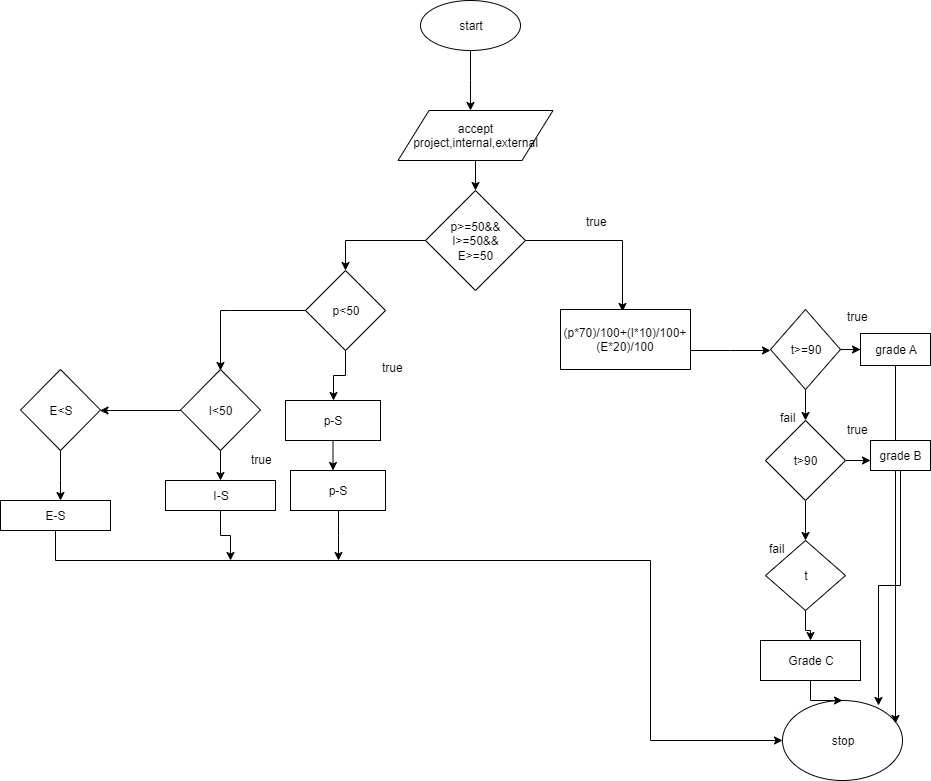 start
accept
project,internal,external
p>=50&&
I>=50&&
E>=50
true
p<50
(p*70)/100+(I*10)/100+
(E*20)/100
t>=90
true
grade A
true
E<S
I<50
p-S
fail
true
t>90
grade B
true
I-S
p-S
E-S
fail
t
Grade C
stop